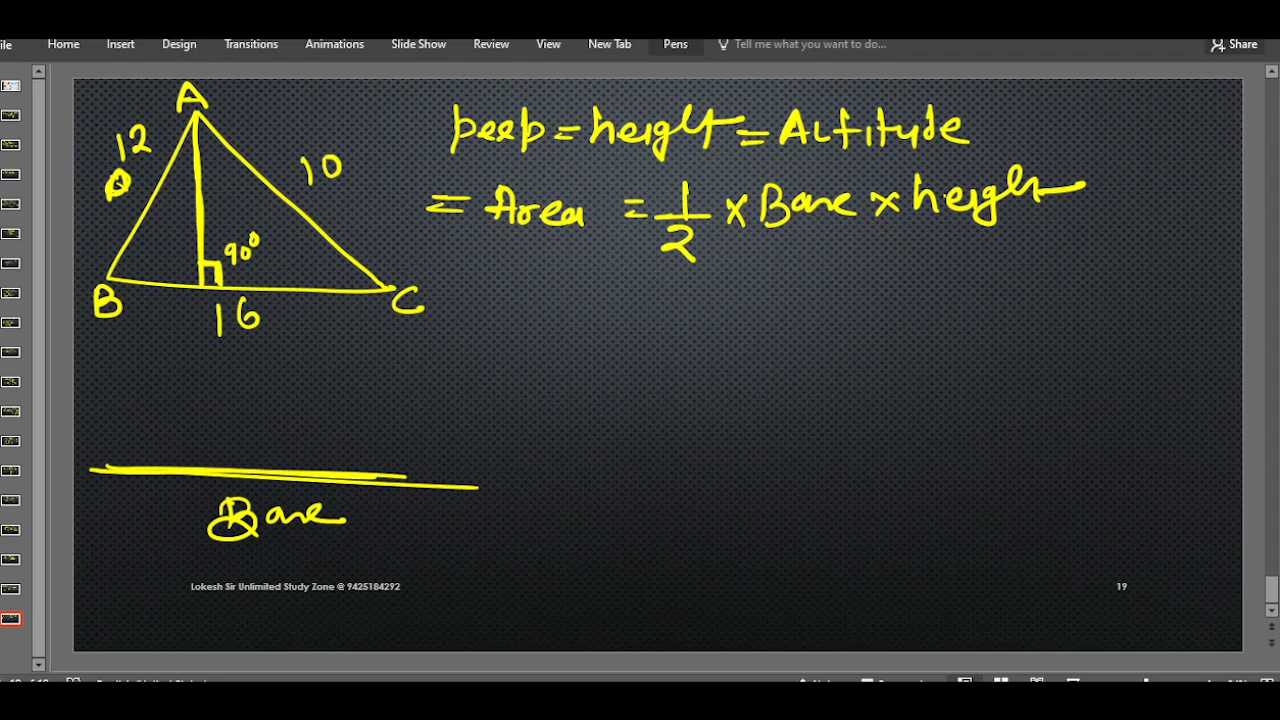 ile Home Insert Design Transitions Animations Slide Show Review View New Tab Pens Tell me what you want to do... Share
A
12
10
90°
B
16
C
perp = height = Altitude
= Area = 1/2 × Base × height
Base
Lokesh Sir Unlimited Study Zone @ 9425184292
19